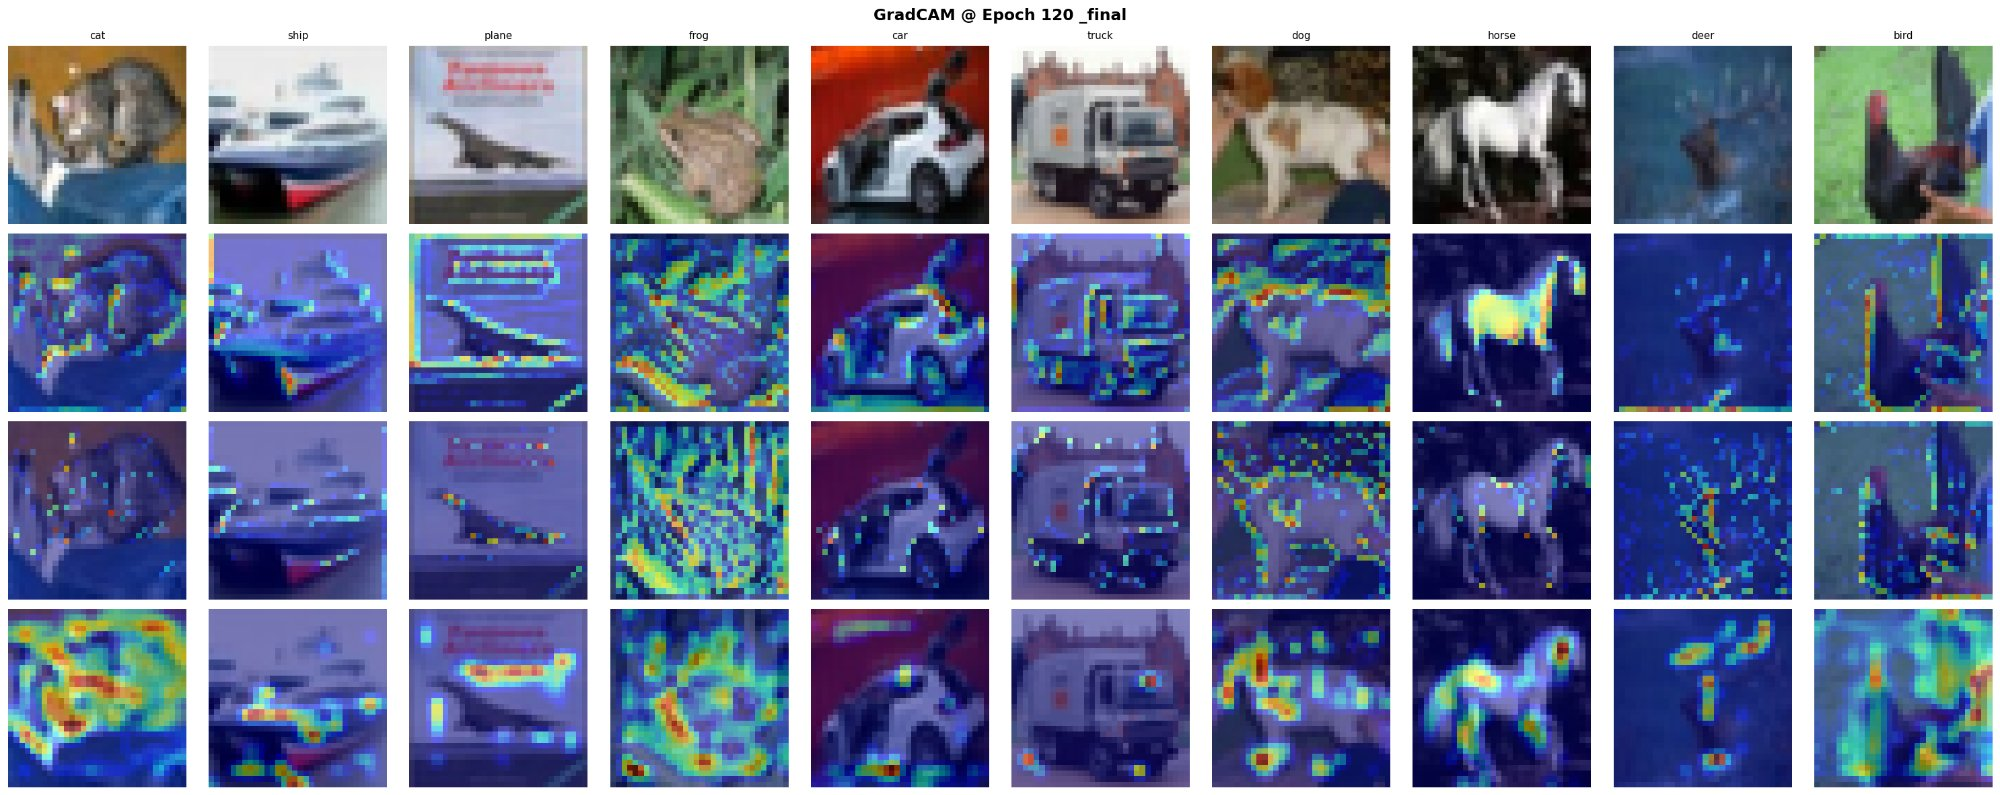 GradCAM @ Epoch 120 _final
cat ship plane frog car truck dog horse deer bird